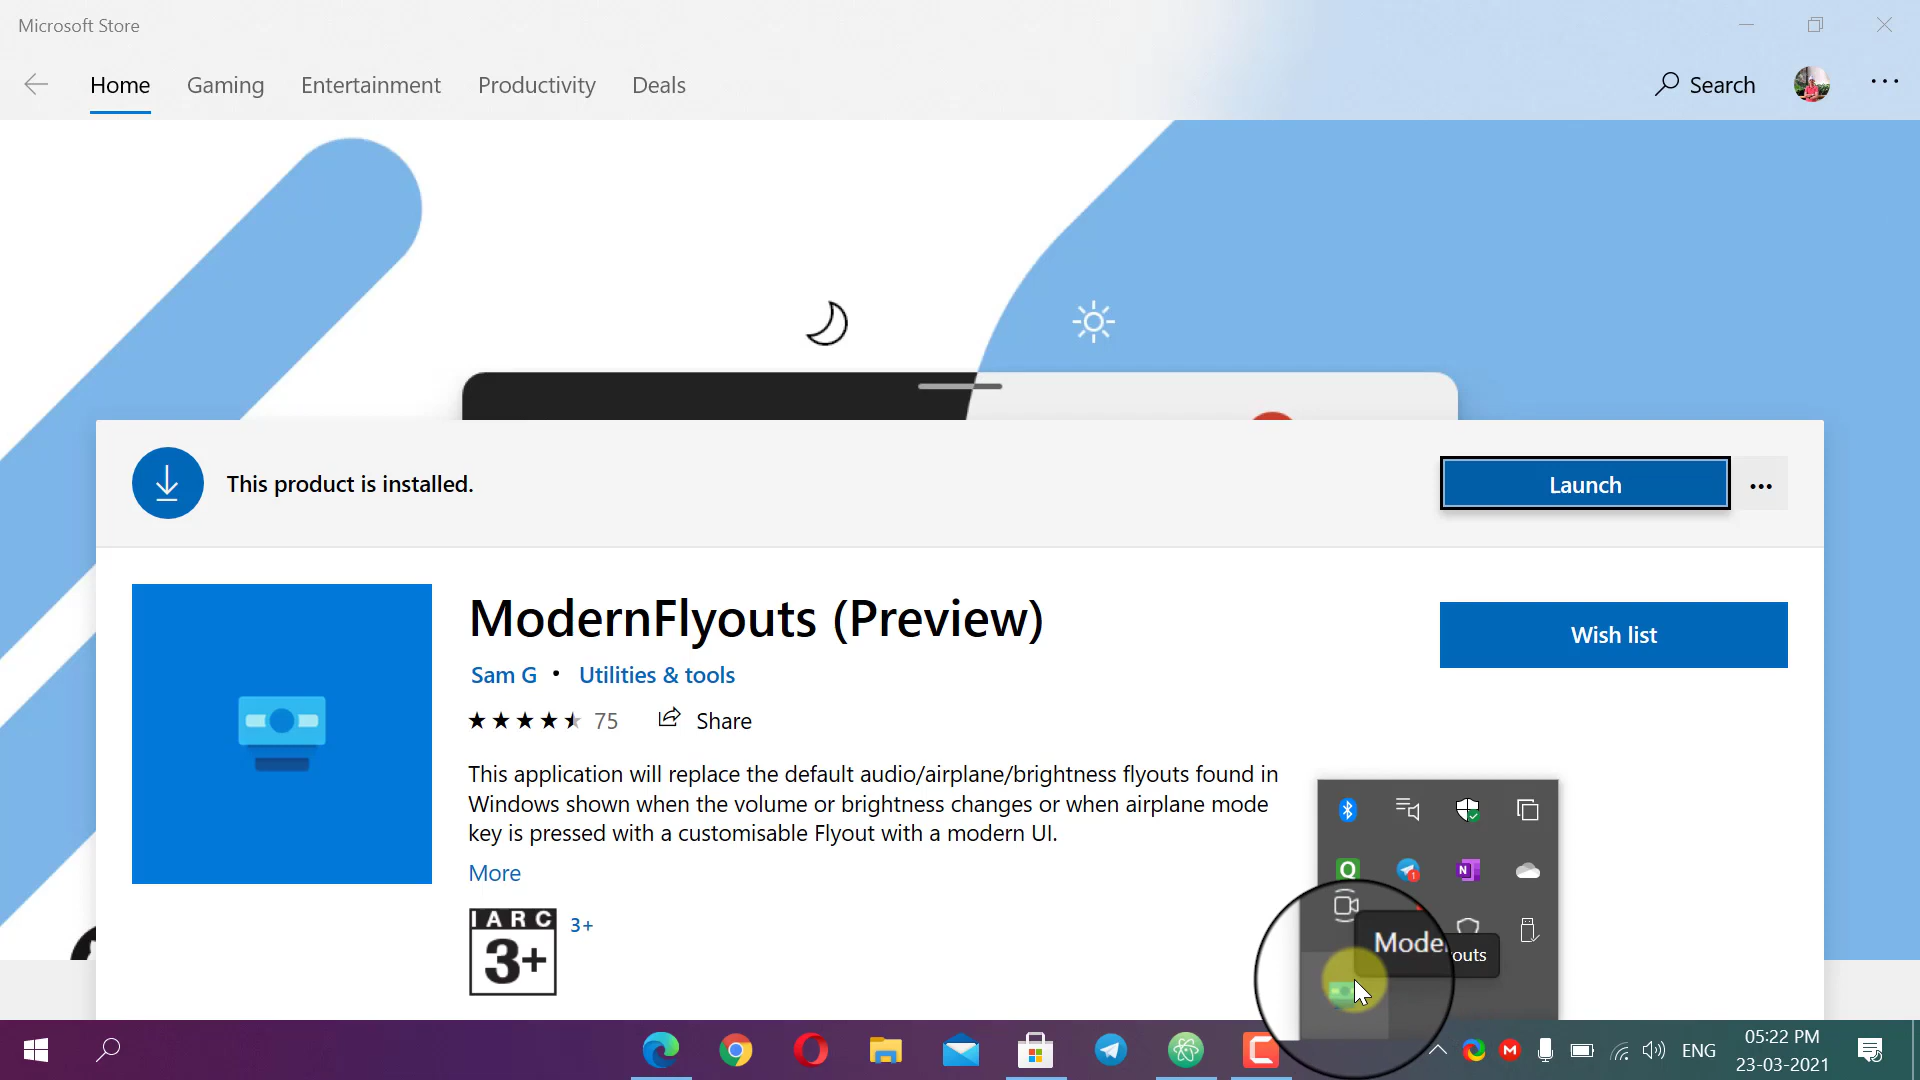 Microsoft Store
Home Gaming Entertainment Productivity Deals
Search
This product is installed.
Launch
ModernFlyouts (Preview)
Wish list
Sam G • Utilities & tools
75 Share
This application will replace the default audio/airplane/brightness flyouts found in
Windows shown when the volume or brightness changes or when airplane mode
key is pressed with a customisable Flyout with a modern UI.
More
IARC
3+
3+
ENG
05:22 PM
23-03-2021